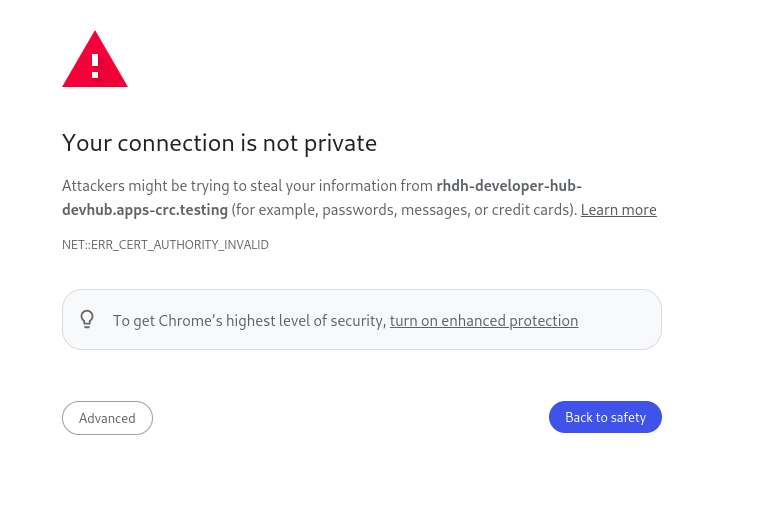 Your connection is not private
Attackers might be trying to steal your information from rhdh-developer-hub-
devhub.apps-crc.testing (for example, passwords, messages, or credit cards). Learn more
NET::ERR_CERT_AUTHORITY_INVALID
To get Chrome’s highest level of security, turn on enhanced protection
Advanced
Back to safety